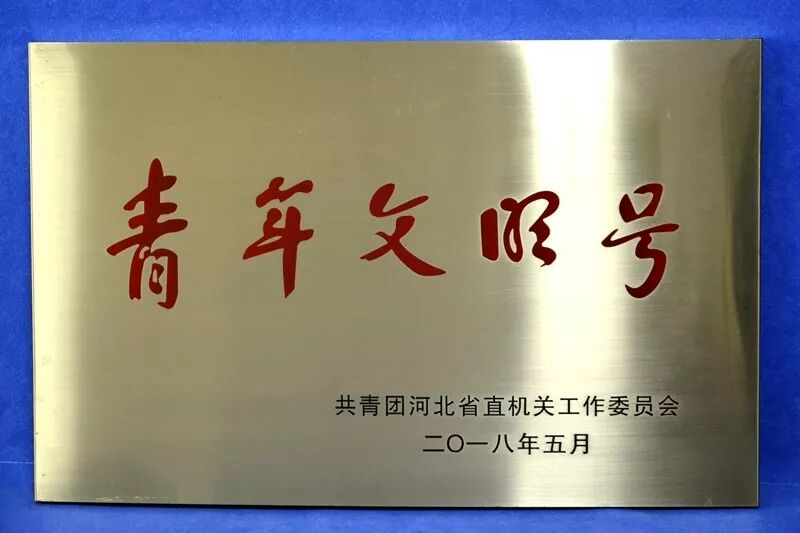 青年文明号
共青团河北省直机关工作委员会
二〇一八年五月